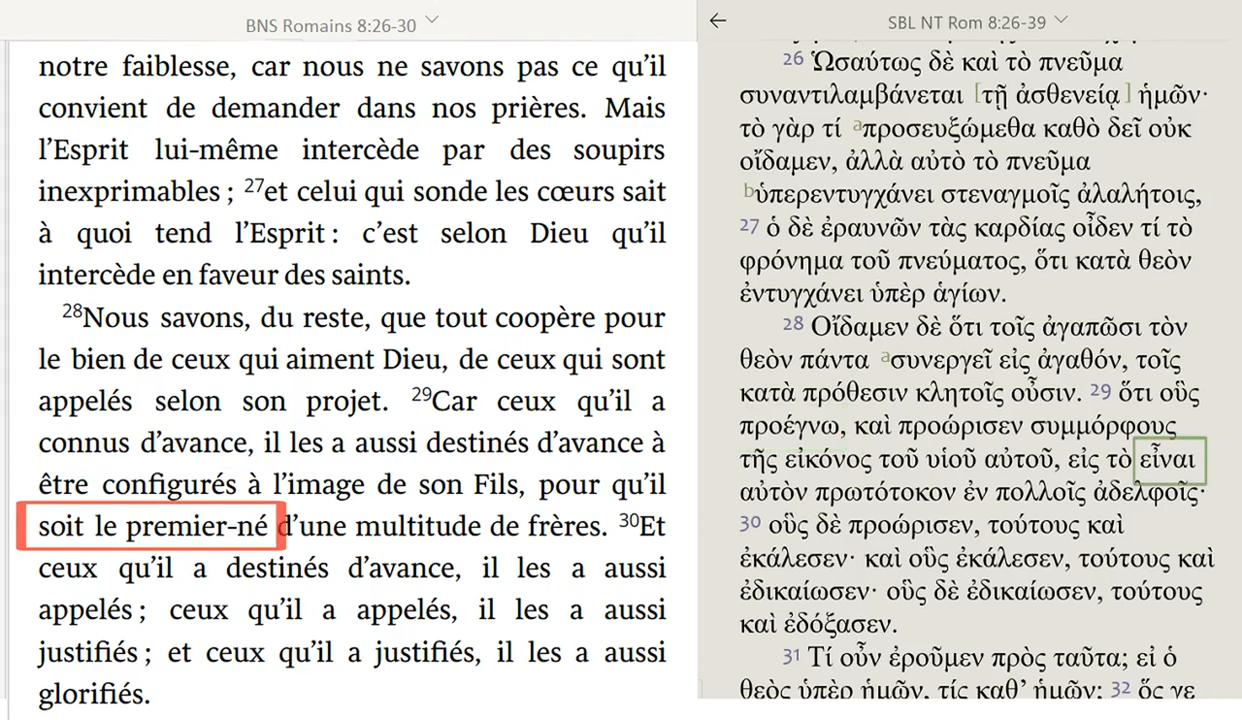 BNS Romains 8:26-30
notre faiblesse, car nous ne savons pas ce qu’il
convient de demander dans nos prières. Mais
l’Esprit lui-même intercède par des soupirs
inexprimables ; 27et celui qui sonde les cœurs sait
à quoi tend l’Esprit : c’est selon Dieu qu’il
intercède en faveur des saints.
28Nous savons, du reste, que tout coopère pour
le bien de ceux qui aiment Dieu, de ceux qui sont
appelés selon son projet. 29Car ceux qu’il a
connus d’avance, il les a aussi destinés d’avance à
être configurés à l’image de son Fils, pour qu’il
soit le premier-né d’une multitude de frères. 30Et
ceux qu’il a destinés d’avance, il les a aussi
appelés ; ceux qu’il a appelés, il les a aussi
justifiés ; et ceux qu’il a justifiés, il les a aussi
glorifiés.
SBL NT Rom 8:26-39
26 Ὡσαύτως δὲ καὶ τὸ πνεῦμα
συναντιλαμβάνεται [τῇ ἀσθενείᾳ] ἡμῶν·
τὸ γὰρ τί aπροσευξώμεθα καθὸ δεῖ οὐκ
οἴδαμεν, ἀλλὰ αὐτὸ τὸ πνεῦμα
bὑπερεντυγχάνει στεναγμοῖς ἀλαλήτοις,
27 ὁ δὲ ἐραυνῶν τὰς καρδίας οἶδεν τί τὸ
φρόνημα τοῦ πνεύματος, ὅτι κατὰ θεὸν
ἐντυγχάνει ὑπὲρ ἁγίων.
28 Οἴδαμεν δὲ ὅτι τοῖς ἀγαπῶσι τὸν
θεὸν πάντα aσυνεργεῖ εἰς ἀγαθόν, τοῖς
κατὰ πρόθεσιν κλητοῖς οὖσιν. 29 ὅτι οὓς
προέγνω, καὶ προώρισεν συμμόρφους
τῆς εἰκόνος τοῦ υἱοῦ αὐτοῦ, εἰς τὸ εἶναι
αὐτὸν πρωτότοκον ἐν πολλοῖς ἀδελφοῖς·
30 οὓς δὲ προώρισεν, τούτους καὶ
ἐκάλεσεν· καὶ οὓς ἐκάλεσεν, τούτους καὶ
ἐδικαίωσεν· οὓς δὲ ἐδικαίωσεν, τούτους
καὶ ἐδόξασεν.
31 Τί οὖν ἐροῦμεν πρὸς ταῦτα; εἰ ὁ
θεὸς ὑπὲρ ἡμῶν, τίς καθ’ ἡμῶν; 32 ὅς γε